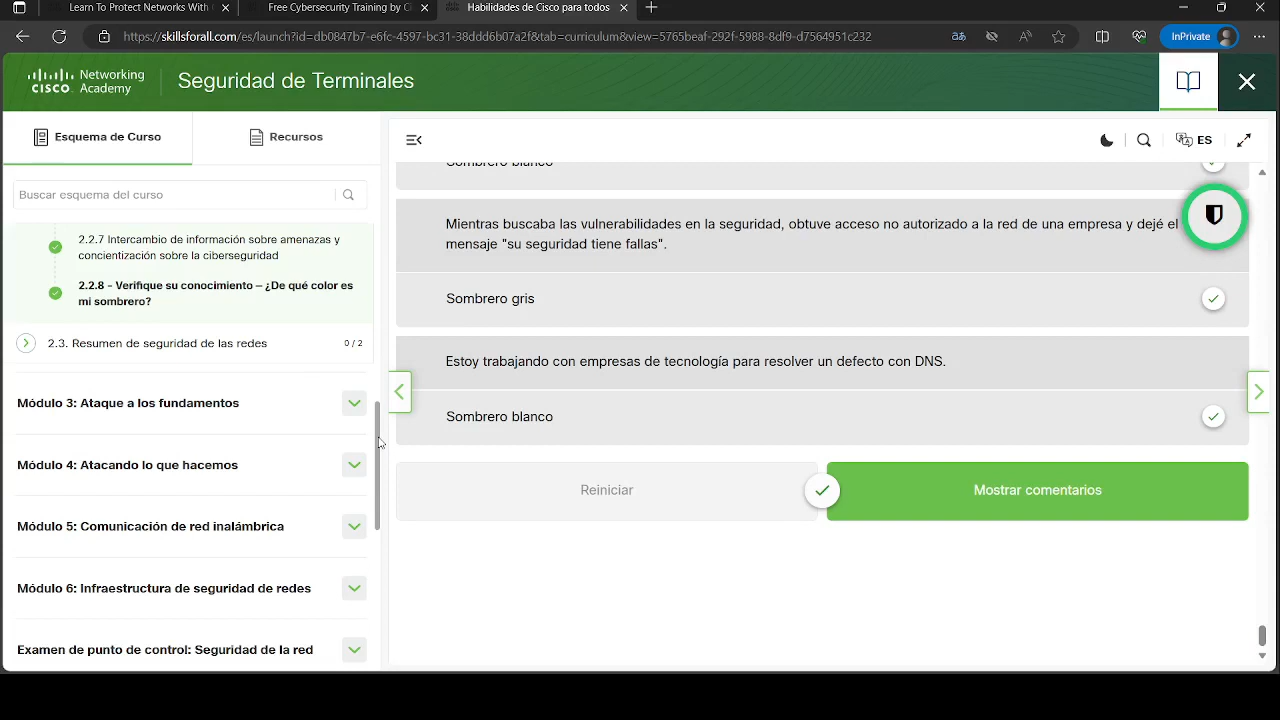 Learn To Protect Networks With
Free Cybersecurity Training by C
Habilidades de Cisco para todos
https://skillsforall.com/es/launch?id=db0847b7-e6fc-4597-bc31-38ddd6b07a2f&tab=curriculum&view=5765beaf-292f-5988-8df9-d7564951c232
InPrivate
Networking
CISCO Academy
Seguridad de Terminales
Esquema de Curso
Recursos
ES
Buscar esquema del curso
2.2.7 Intercambio de información sobre amenazas y
concientización sobre la ciberseguridad
2.2.8 - Verifique su conocimiento – ¿De qué color es
mi sombrero?
2.3. Resumen de seguridad de las redes
0 / 2
Módulo 3: Ataque a los fundamentos
Módulo 4: Atacando lo que hacemos
Módulo 5: Comunicación de red inalámbrica
Módulo 6: Infraestructura de seguridad de redes
Examen de punto de control: Seguridad de la red
Sombrero blanco
Mientras buscaba las vulnerabilidades en la seguridad, obtuve acceso no autorizado a la red de una empresa y dejé el
mensaje "su seguridad tiene fallas".
Sombrero gris
Estoy trabajando con empresas de tecnología para resolver un defecto con DNS.
Sombrero blanco
Reiniciar
Mostrar comentarios